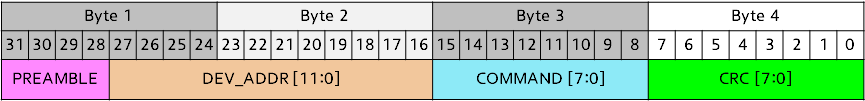 Byte 1 Byte 2 Byte 3 Byte 4
31 30 29 28 27 26 25 24 23 22 21 20 19 18 17 16 15 14 13 12 11 10 9 8 7 6 5 4 3 2 1 0
PREAMBLE DEV_ADDR [11:0] COMMAND [7:0] CRC [7:0]